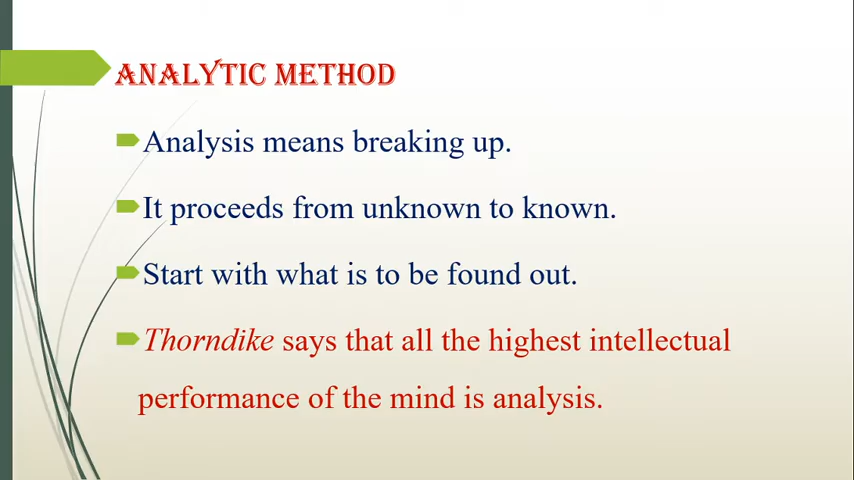 ANALYTIC METHOD
Analysis means breaking up.
It proceeds from unknown to known.
Start with what is to be found out.
Thorndike says that all the highest intellectual
performance of the mind is analysis.